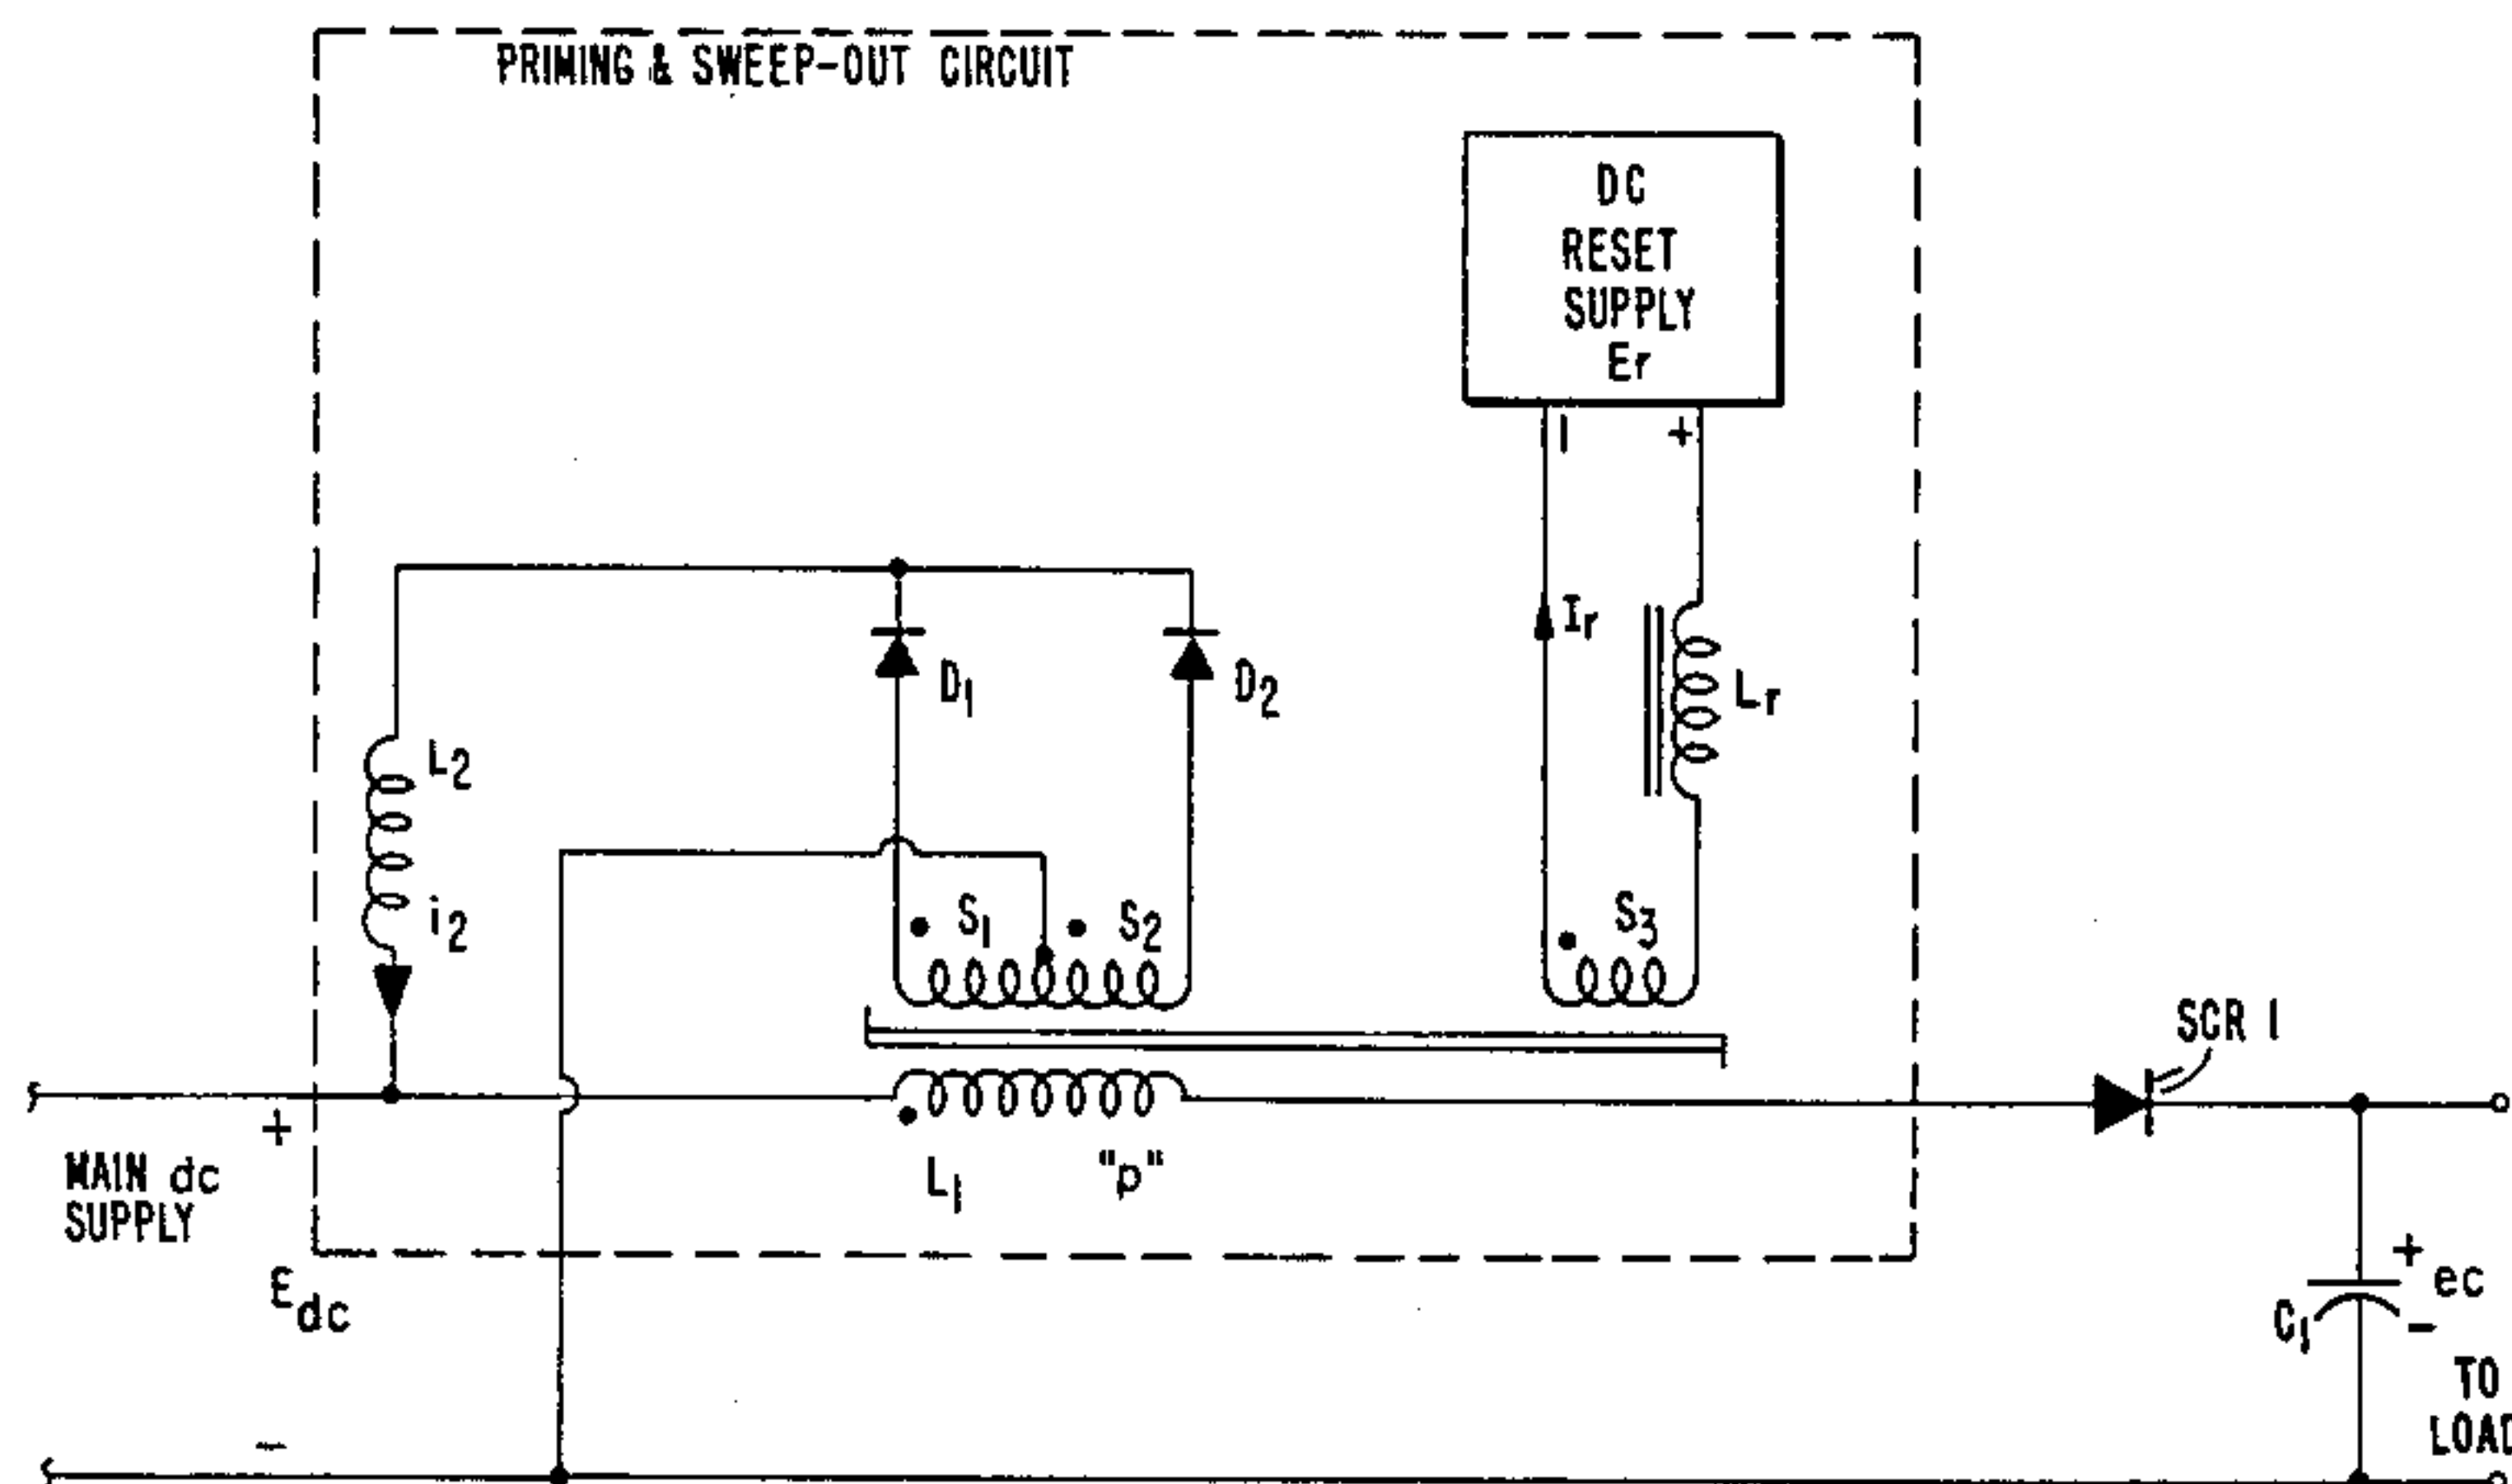 PRIMING & SWEEP-OUT CIRCUIT
DC
RESET
SUPPLY
Er
- +
Ir
Lr
D1
D2
L2
i2
S1
S2
S3
SCR 1
+
MAIN dc
SUPPLY
L1
"p"
Edc
+
ec
C1
-
TO
LOAD
-